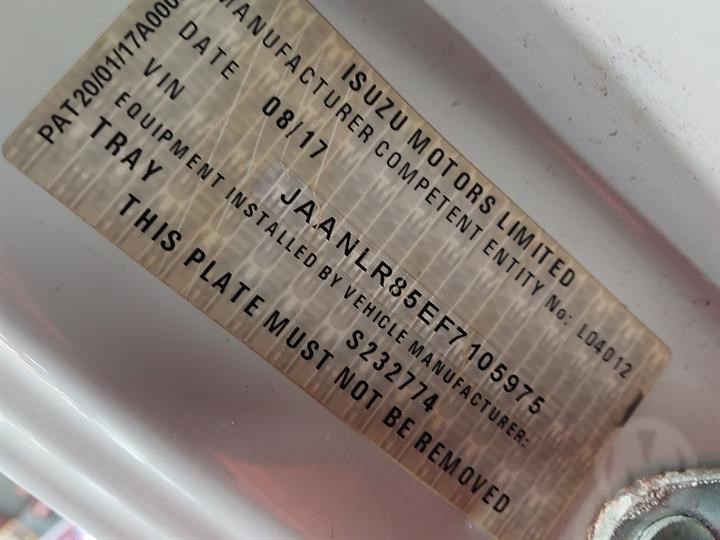 ISUZU MOTORS LIMITED
MANUFACTURER COMPETENT ENTITY No: L04012
DATE 08/17
VIN JAANLR85EF7105975
EQUIPMENT INSTALLED BY VEHICLE MANUFACTURER:
TRAY S232774
THIS PLATE MUST NOT BE REMOVED